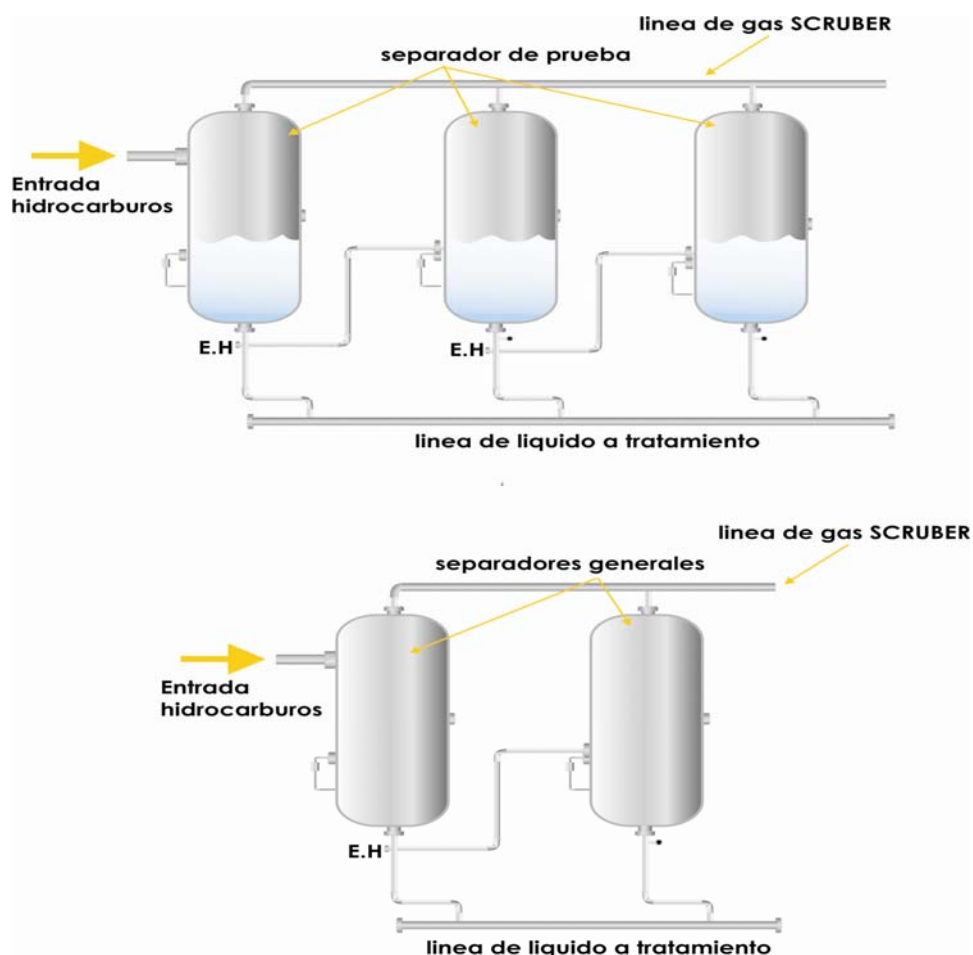 linea de gas SCRUBER
separador de prueba
Entrada
hidrocarburos
E.H
E.H
linea de liquido a tratamiento
linea de gas SCRUBER
separadores generales
Entrada
hidrocarburos
E.H
linea de liquido a tratamiento